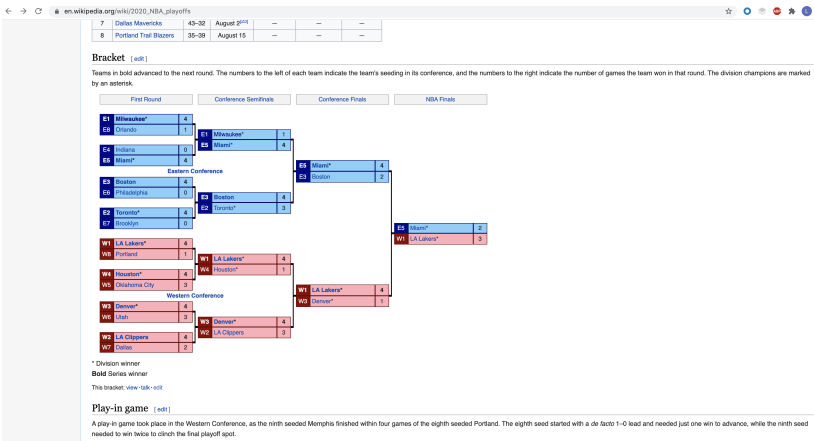 en.wikipedia.org/wiki/2020_NBA_playoffs
7 Dallas Mavericks 43–32 August 2[23] — — —
8 Portland Trail Blazers 35–39 August 15 — — —
Bracket [edit]
Teams in bold advanced to the next round. The numbers to the left of each team indicate the team's seeding in its conference, and the numbers to the right indicate the number of games the team won in that round. The division champions are marked
by an asterisk.
First Round Conference Semifinals Conference Finals NBA Finals
E1 Milwaukee* 4
E8 Orlando 1
E1 Milwaukee* 1
E5 Miami* 4
E4 Indiana 0
E5 Miami* 4
Eastern Conference
E5 Miami* 4
E3 Boston 2
E3 Boston 4
E6 Philadelphia 0
E3 Boston 4
E2 Toronto* 3
E2 Toronto* 4
E7 Brooklyn 0
E5 Miami* 2
W1 LA Lakers* 3
W1 LA Lakers* 4
W8 Portland 1
W1 LA Lakers* 4
W4 Houston* 1
W4 Houston* 4
W5 Oklahoma City 3
W1 LA Lakers* 4
W3 Denver* 1
Western Conference
W3 Denver* 4
W6 Utah 3
W3 Denver* 4
W2 LA Clippers 3
W2 LA Clippers 4
W7 Dallas 2
* Division winner
Bold Series winner
This bracket: view · talk · edit
Play-in game [edit]
A play-in game took place in the Western Conference, as the ninth seeded Memphis finished within four games of the eighth seeded Portland. The eighth seed started with a de facto 1–0 lead and needed just one win to advance, while the ninth seed
needed to win twice to clinch the final playoff spot.